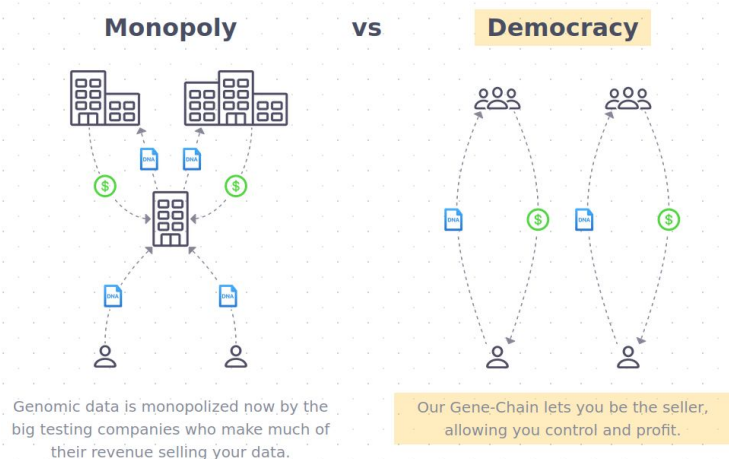 Monopoly vs Democracy
DNA DNA
$ $
DNA $ DNA $
DNA DNA
Genomic data is monopolized now by the
big testing companies who make much of
their revenue selling your data.
Our Gene-Chain lets you be the seller,
allowing you control and profit.